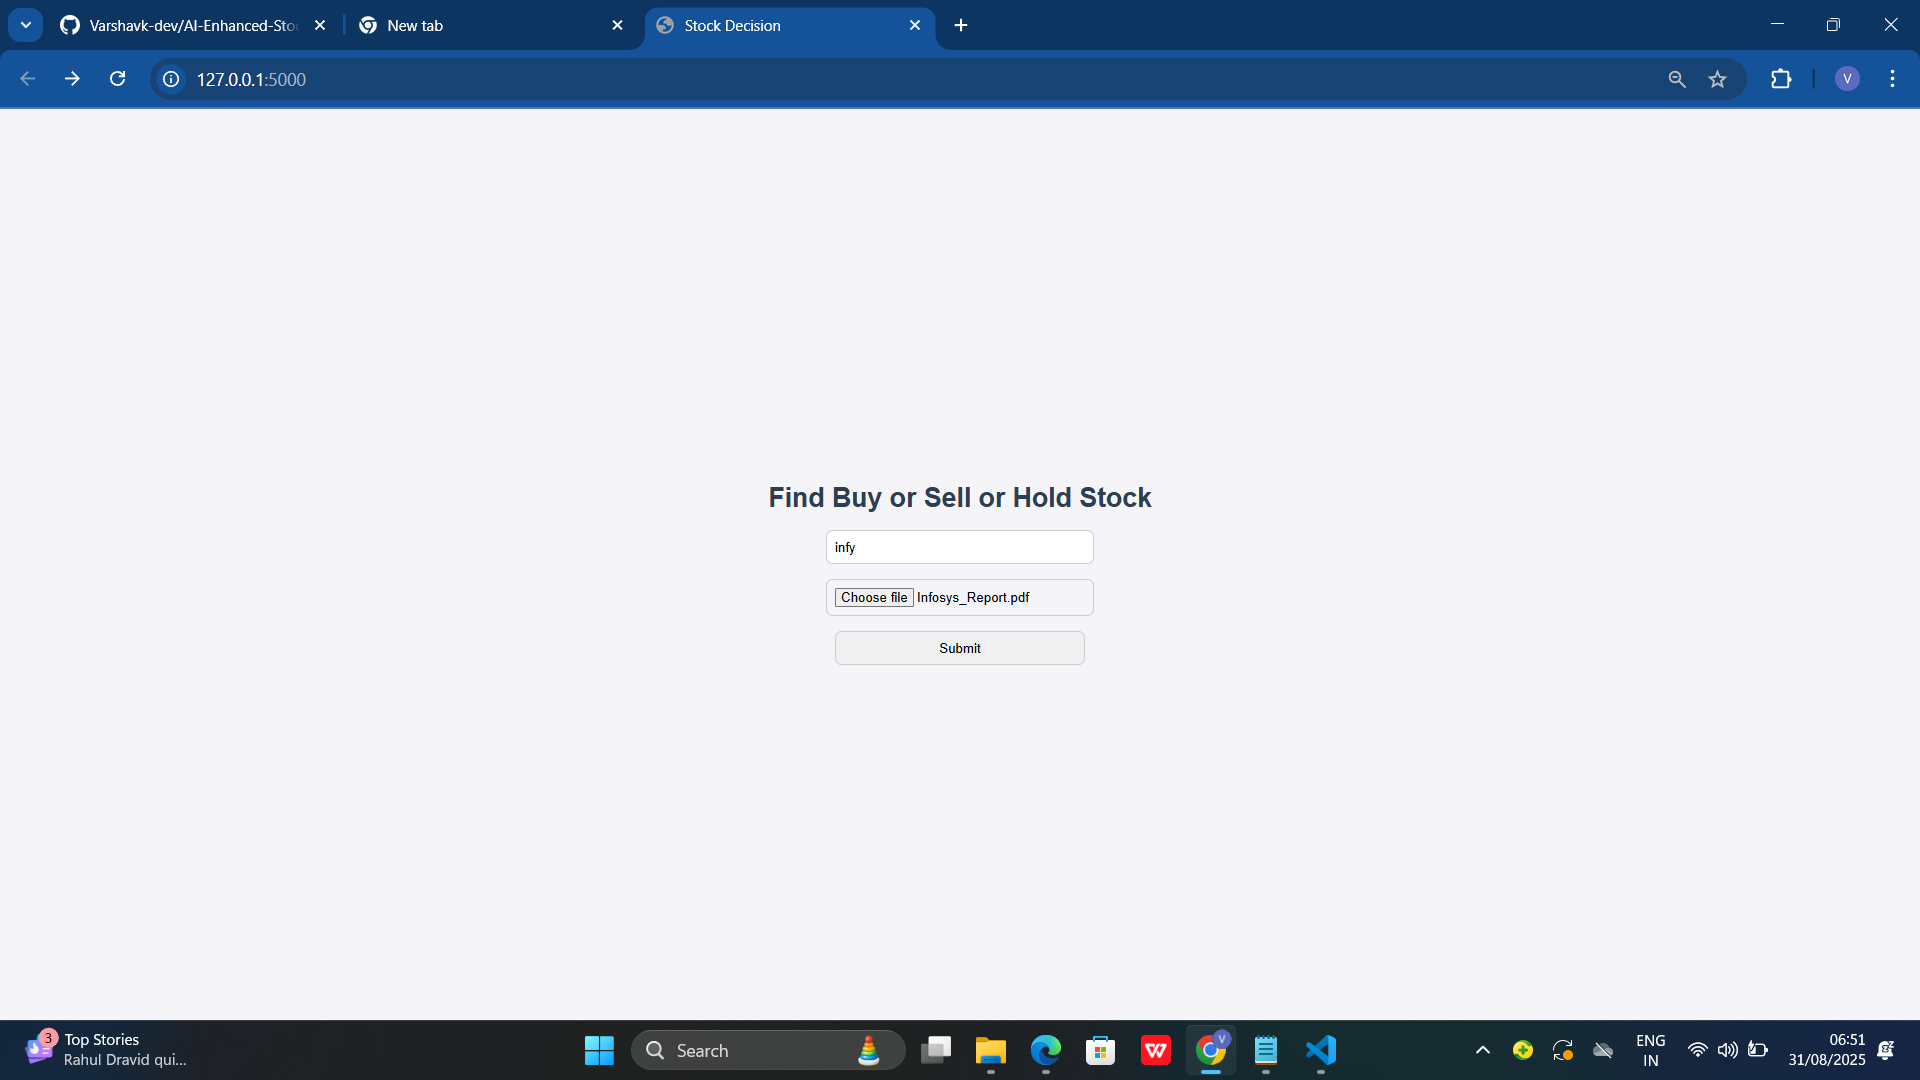 Varshavk-dev/AI-Enhanced-Sto
New tab
Stock Decision
127.0.0.1:5000
V
Find Buy or Sell or Hold Stock
infy
Choose file Infosys_Report.pdf
Submit
3
Top Stories
Rahul Dravid qui...
Search
W
V
ENG
IN
06:51
31/08/2025